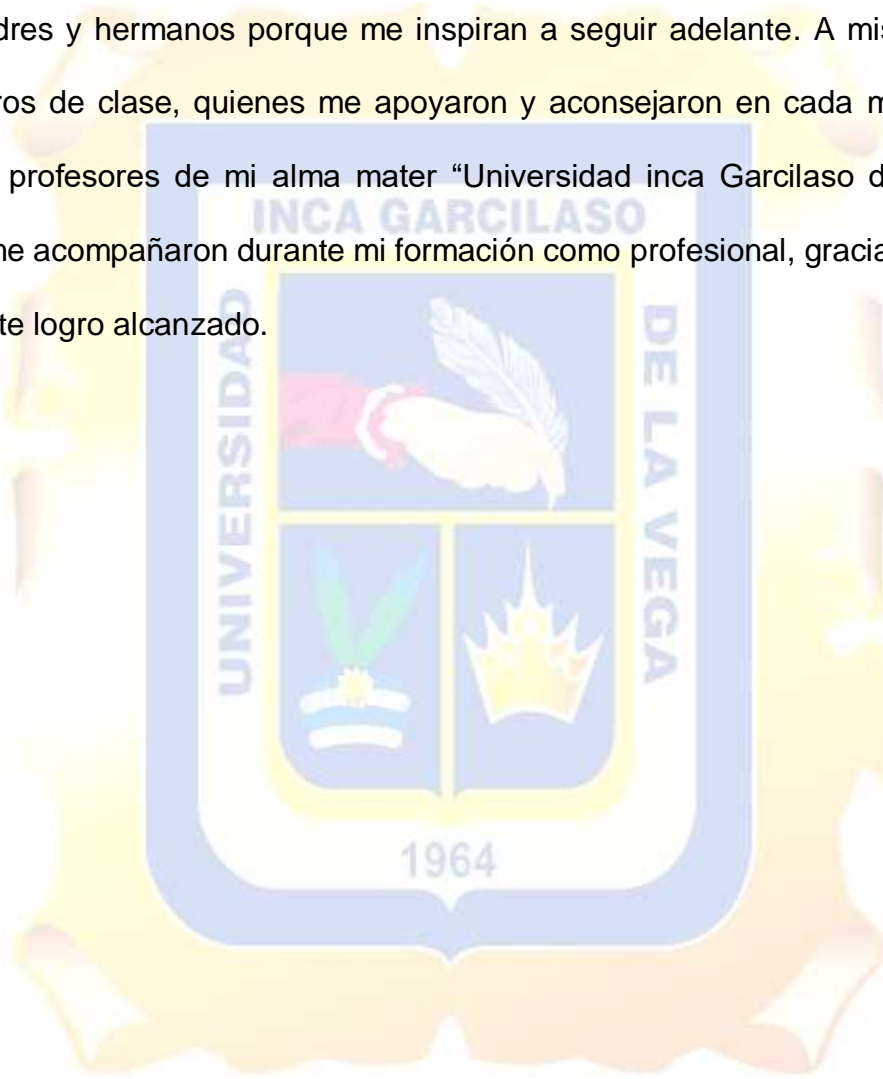 dres y hermanos porque me inspiran a seguir adelante. A mis
ros de clase, quienes me apoyaron y aconsejaron en cada m
profesores de mi alma mater “Universidad inca Garcilaso d
me acompañaron durante mi formación como profesional, gracia
te logro alcanzado.
INCA GARCILASO
UNIVERSIDAD
DE LA VEGA
1964